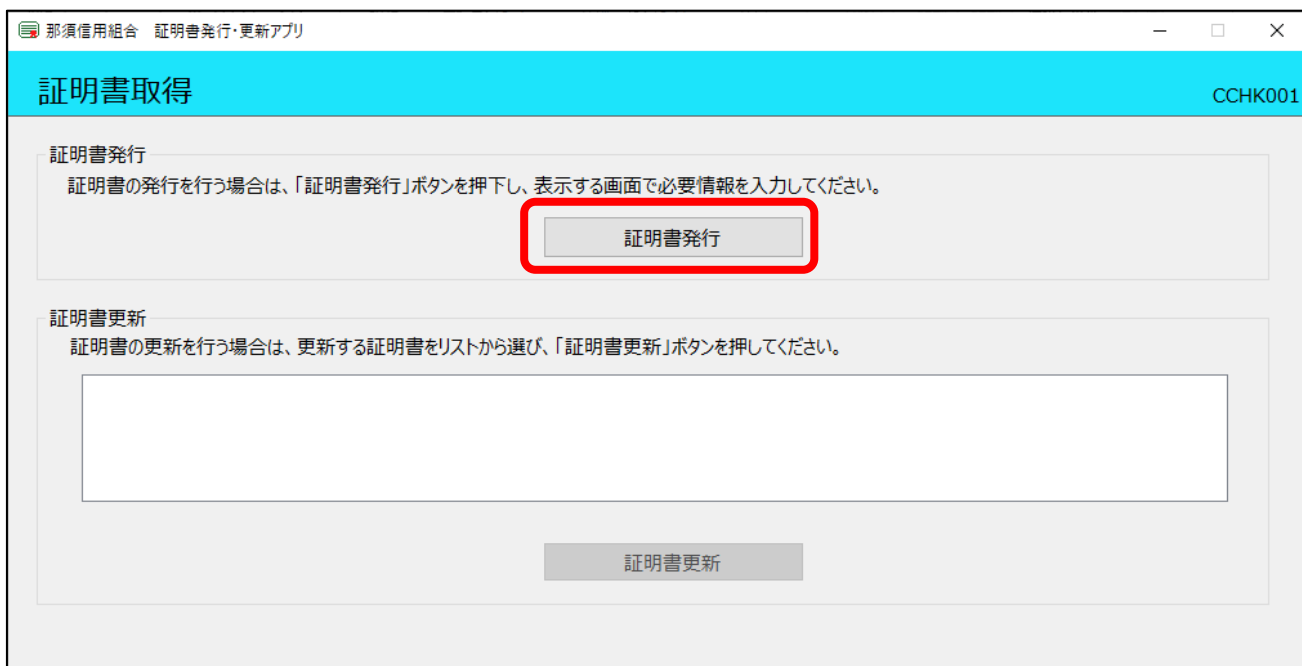 那須信用組合　証明書発行・更新アプリ
証明書取得
CCHK001
証明書発行
証明書の発行を行う場合は、「証明書発行」ボタンを押下し、表示する画面で必要情報を入力してください。
証明書発行
証明書更新
証明書の更新を行う場合は、更新する証明書をリストから選び、「証明書更新」ボタンを押してください。
証明書更新